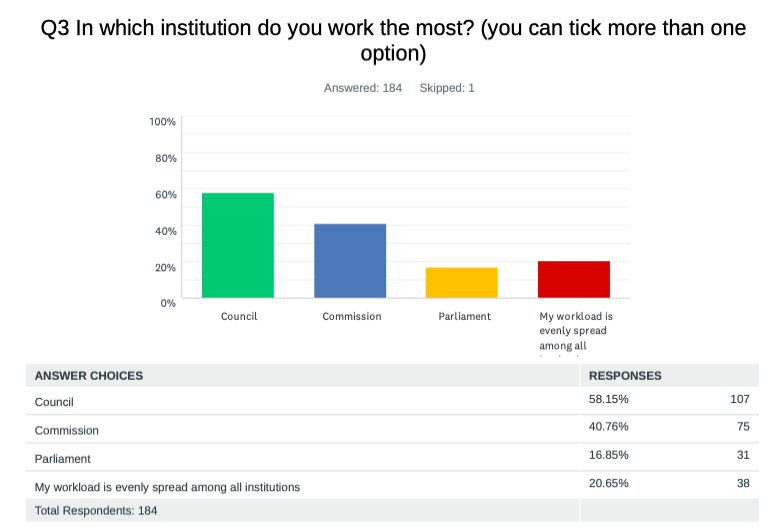 Q3 In which institution do you work the most? (you can tick more than one
option)
Answered: 184 Skipped: 1
100%
80%
60%
40%
20%
0%
Council
Commission
Parliament
My workload is
evenly spread
among all
ANSWER CHOICES RESPONSES
Council 58.15% 107
Commission 40.76% 75
Parliament 16.85% 31
My workload is evenly spread among all institutions 20.65% 38
Total Respondents: 184